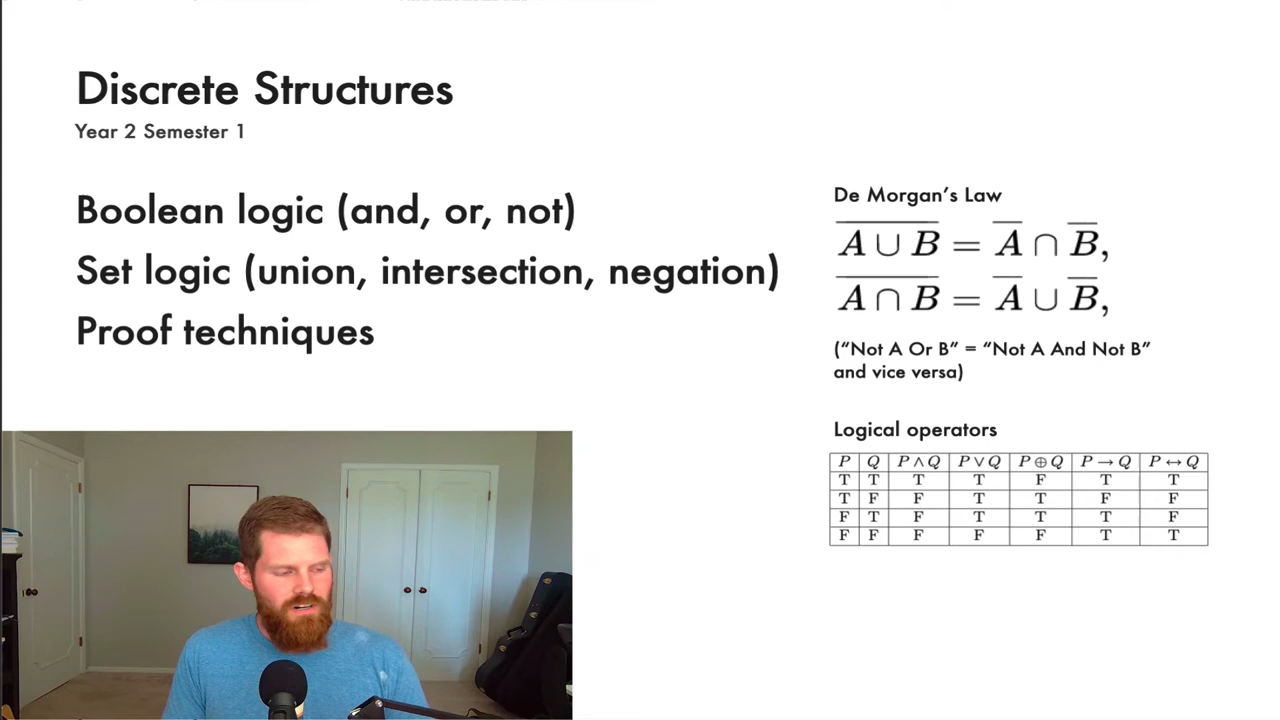 Discrete Structures
Year 2 Semester 1
Boolean logic (and, or, not)
Set logic (union, intersection, negation)
Proof techniques
De Morgan's Law
A̅ ̅∪̅ ̅B̅ = A̅ ∩ B̅,
A̅ ̅∩̅ ̅B̅ = A̅ ∪ B̅,
(“Not A Or B” = “Not A And Not B”
and vice versa)
Logical operators
P Q P ∧ Q P ∨ Q P ⊕ Q P → Q P ↔ Q
T T T T F T T
T F F T T F F
F T F T T T F
F F F F F T T